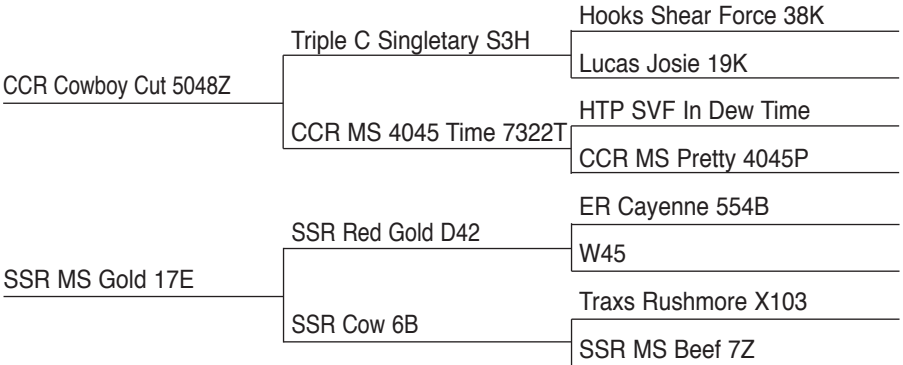 Hooks Shear Force 38K
Triple C Singletary S3H
Lucas Josie 19K
CCR Cowboy Cut 5048Z
HTP SVF In Dew Time
CCR MS 4045 Time 7322T
CCR MS Pretty 4045P
ER Cayenne 554B
SSR Red Gold D42
W45
SSR MS Gold 17E
Traxs Rushmore X103
SSR Cow 6B
SSR MS Beef 7Z